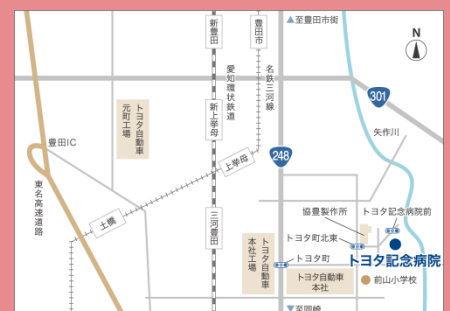 ▲至豊田市街
N
新豊田
豊田市
愛知環状鉄道
名鉄三河線
301
トヨタ自動車
元町工場
新上挙母
矢作川
豊田IC
248
上挙母
東名高速道路
土橋
三河豊田
協豊製作所
トヨタ記念病院前
トヨタ町北東
トヨタ自動車
本社工場
トヨタ町
トヨタ記念病院
トヨタ自動車
本社
前山小学校
▼至岡崎